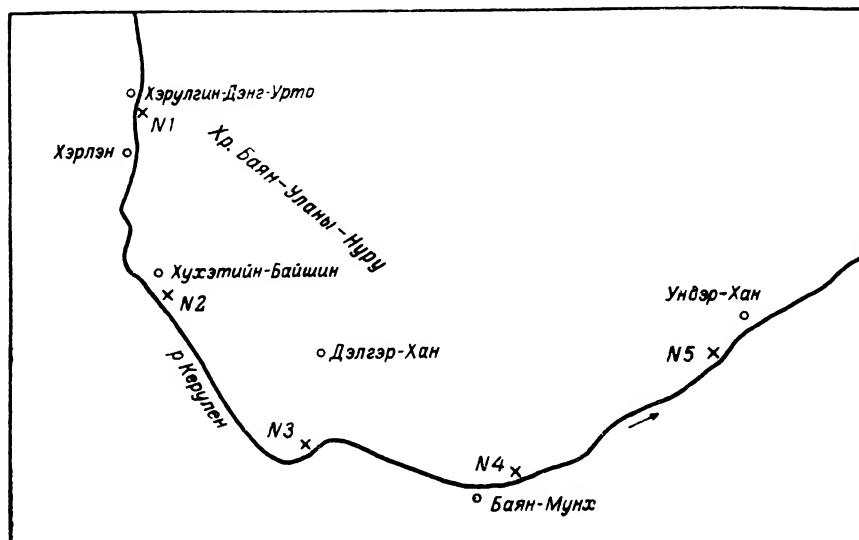 Хэрулгин-Дэнг-Урто
N1
Хэрлэн
Хр. Баян-Уланы-Нуру
Хухэтийн-Байшин
N2
Ундэр-Хан
Дэлгэр-Хан
N5
р Керулен
N3
N4
Баян-Мунх